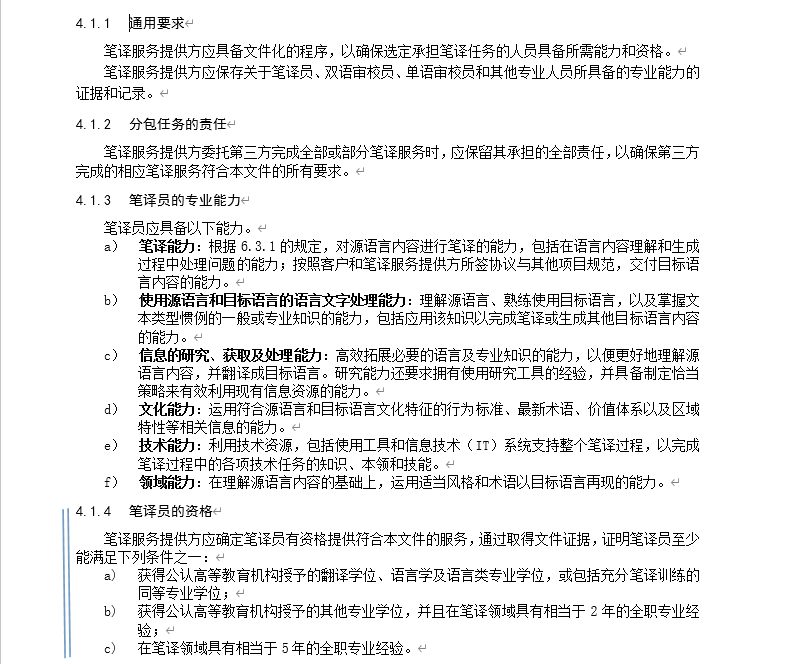 4.1.1 通用要求
笔译服务提供方应具备文件化的程序，以确保选定承担笔译任务的人员具备所需能力和资格。
笔译服务提供方应保存关于笔译员、双语审校员、单语审校员和其他专业人员所具备的专业能力的
证据和记录。
4.1.2 分包任务的责任
笔译服务提供方委托第三方完成全部或部分笔译服务时，应保留其承担的全部责任，以确保第三方
完成的相应笔译服务符合本文件的所有要求。
4.1.3 笔译员的专业能力
笔译员应具备以下能力。
a） 笔译能力：根据 6.3.1 的规定，对源语言内容进行笔译的能力，包括在语言内容理解和生成
过程中处理问题的能力；按照客户和笔译服务提供方所签协议与其他项目规范，交付目标语
言内容的能力。
b） 使用源语言和目标语言的语言文字处理能力：理解源语言、熟练使用目标语言，以及掌握文
本类型惯例的一般或专业知识的能力，包括应用该知识以完成笔译或生成其他目标语言内容
的能力。
c） 信息的研究、获取及处理能力：高效拓展必要的语言及专业知识的能力，以便更好地理解源
语言内容，并翻译成目标语言。研究能力还要求拥有使用研究工具的经验，并具备制定恰当
策略来有效利用现有信息资源的能力。
d） 文化能力：运用符合源语言和目标语言文化特征的行为标准、最新术语、价值体系以及区域
特性等相关信息的能力。
e） 技术能力：利用技术资源，包括使用工具和信息技术（IT）系统支持整个笔译过程，以完成
笔译过程中的各项技术任务的知识、本领和技能。
f） 领域能力：在理解源语言内容的基础上，运用适当风格和术语以目标语言再现的能力。
4.1.4 笔译员的资格
笔译服务提供方应确定笔译员有资格提供符合本文件的服务，通过取得文件证据，证明笔译员至少
能满足下列条件之一：
a） 获得公认高等教育机构授予的翻译学位、语言学及语言类专业学位，或包括充分笔译训练的
同等专业学位；
b） 获得公认高等教育机构授予的其他专业学位，并且在笔译领域具有相当于 2 年的全职专业经
验；
c） 在笔译领域具有相当于 5 年的全职专业经验。